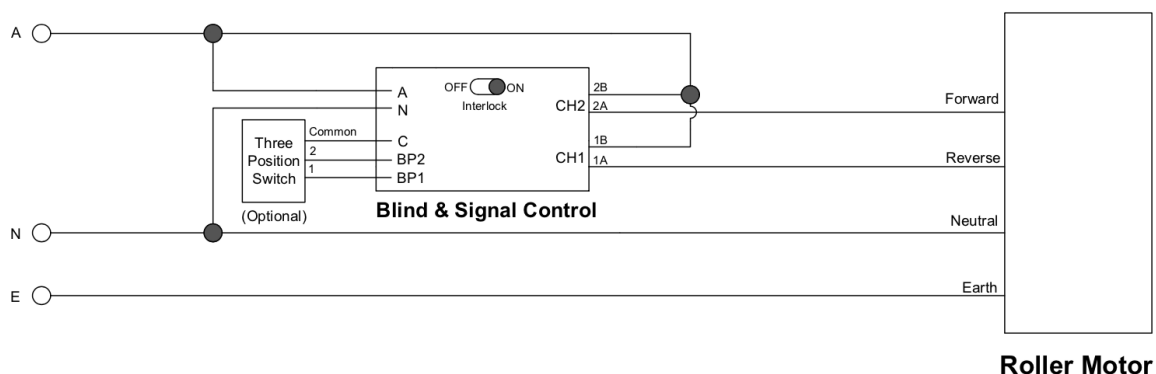 A
OFF ON
Interlock
A
N
2B
CH2 2A
Forward
Three
Position
Switch
Common
2
1
C
BP2
BP1
1B
CH1 1A
Reverse
(Optional)
Blind & Signal Control
N
Neutral
E
Earth
Roller Motor